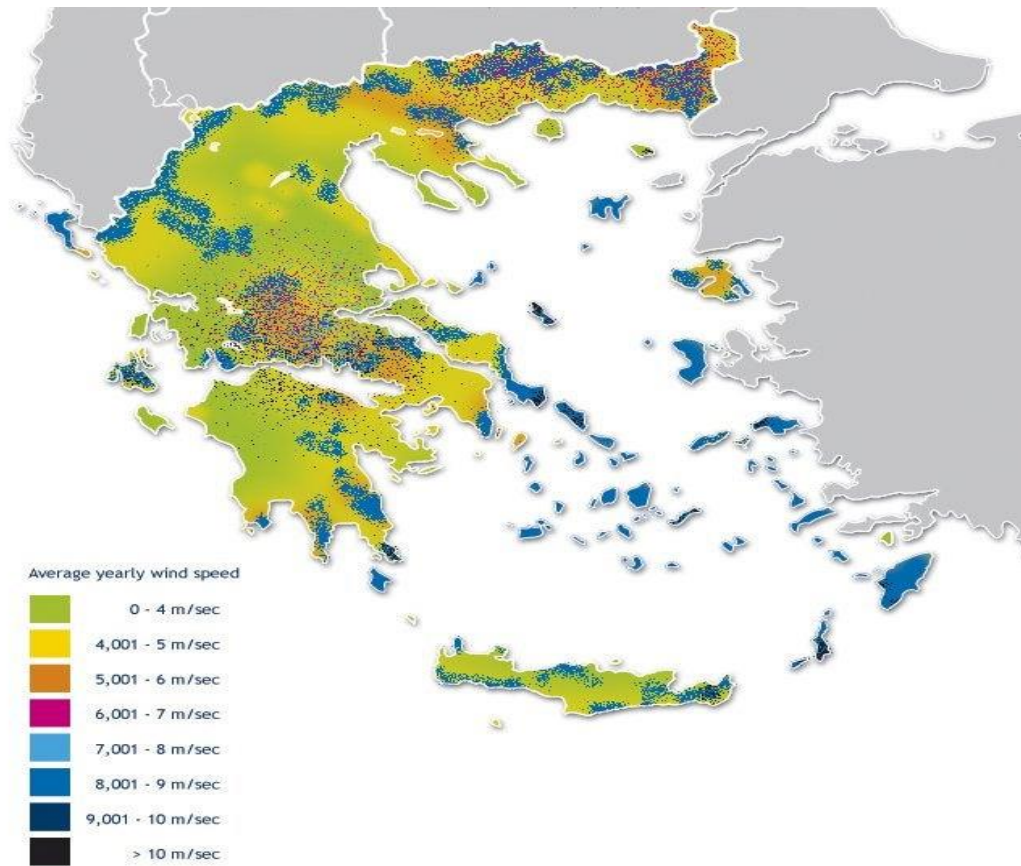 Average yearly wind speed
0 - 4 m/sec
4,001 - 5 m/sec
5,001 - 6 m/sec
6,001 - 7 m/sec
7,001 - 8 m/sec
8,001 - 9 m/sec
9,001 - 10 m/sec
> 10 m/sec